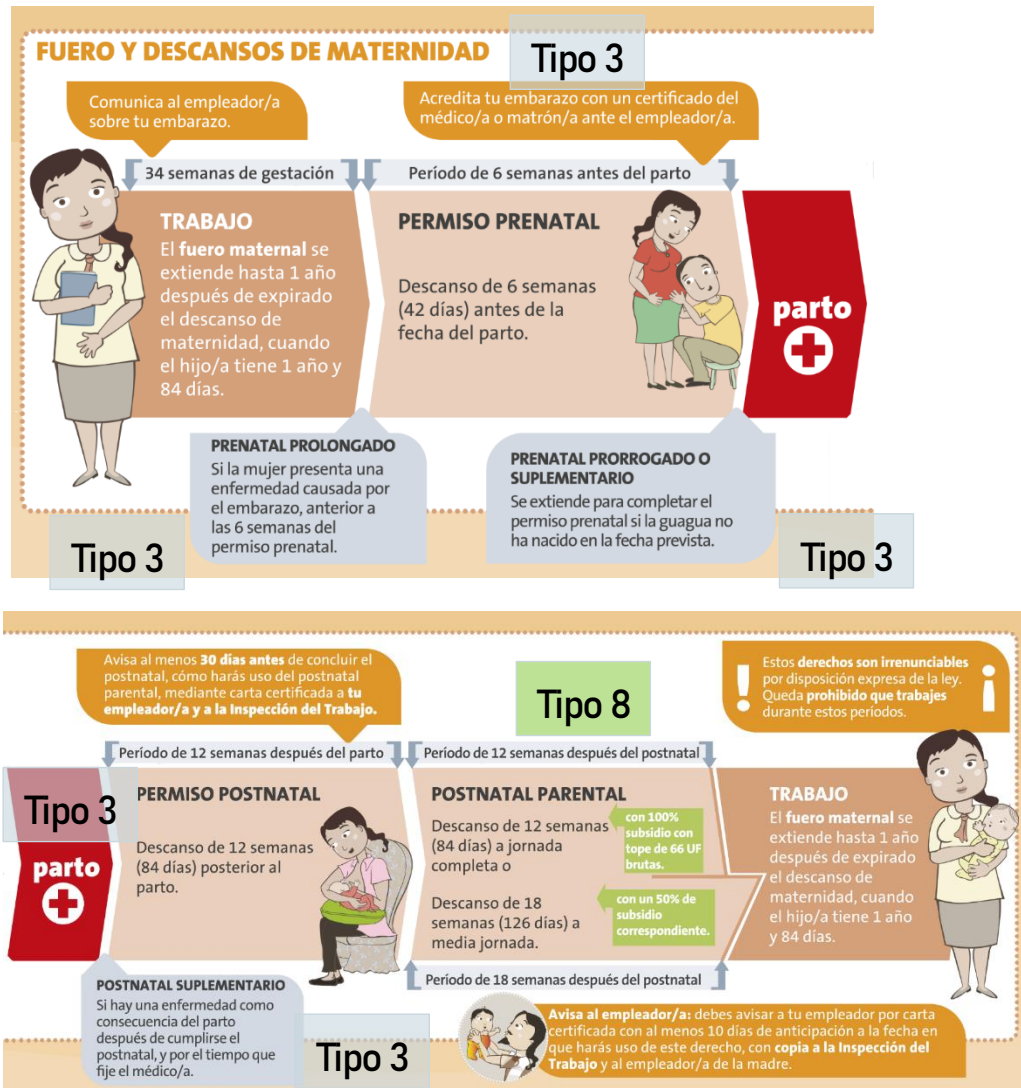 FUERO Y DESCANSOS DE MATERNIDAD
Tipo 3
Comunica al empleador/a
sobre tu embarazo.
Acredita tu embarazo con un certificado del
médico/a o matrón/a ante el empleador/a.
34 semanas de gestación
Período de 6 semanas antes del parto
TRABAJO
El fuero maternal se
extiende hasta 1 año
después de expirado
el descanso de
maternidad, cuando
el hijo/a tiene 1 año y
84 días.
PERMISO PRENATAL
Descanso de 6 semanas
(42 días) antes de la
fecha del parto.
parto
PRENATAL PROLONGADO
Si la mujer presenta una
enfermedad causada por
el embarazo, anterior a
las 6 semanas del
permiso prenatal.
PRENATAL PRORROGADO O
SUPLEMENTARIO
Se extiende para completar el
permiso prenatal si la guagua no
ha nacido en la fecha prevista.
Tipo 3
Tipo 3
Avisa al menos 30 días antes de concluir el
postnatal, cómo harás uso del postnatal
parental, mediante carta certificada a tu
empleador/a y a la Inspección del Trabajo.
Tipo 8
Estos derechos son irrenunciables
por disposición expresa de la ley.
Queda prohibido que trabajes
durante estos períodos.
Período de 12 semanas después del parto
Período de 12 semanas después del postnatal
Tipo 3
parto
PERMISO POSTNATAL
Descanso de 12 semanas
(84 días) posterior al
parto.
POSTNATAL PARENTAL
Descanso de 12 semanas
(84 días) a jornada
completa o
con 100%
subsidio con
tope de 66 UF
brutas.
Descanso de 18
semanas (126 días) a
media jornada.
con un 50% de
subsidio
correspondiente.
TRABAJO
El fuero maternal se
extiende hasta 1 año
después de expirado
el descanso de
maternidad, cuando
el hijo/a tiene 1 año
y 84 días.
Período de 18 semanas después del postnatal
POSTNATAL SUPLEMENTARIO
Si hay una enfermedad como
consecuencia del parto
después de cumplirse el
postnatal, y por el tiempo que
fije el médico/a.
Tipo 3
Avisa al empleador/a: debes avisar a tu empleador por carta
certificada con al menos 10 días de anticipación a la fecha en
que harás uso de este derecho, con copia a la Inspección del
Trabajo y al empleador/a de la madre.